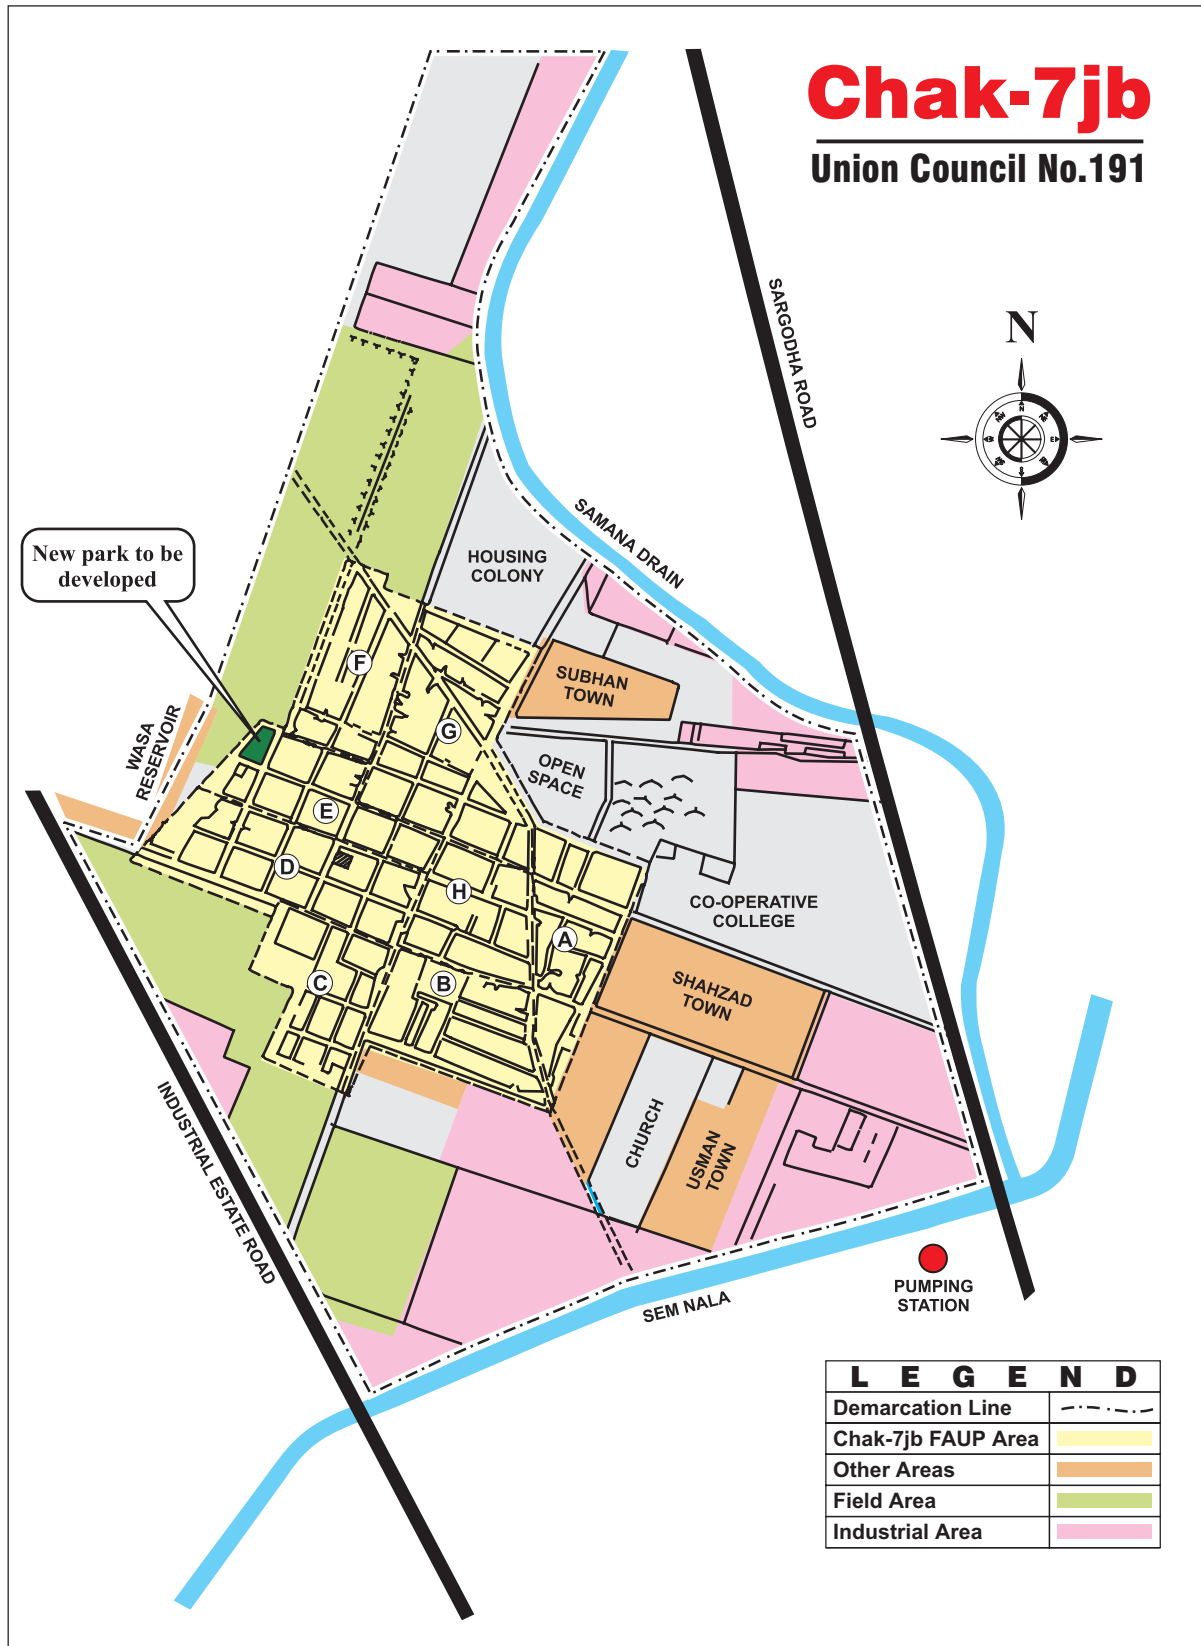 Chak-7jb
Union Council No.191
N
SARGODHA ROAD
SAMANA DRAIN
New park to be
developed
HOUSING
COLONY
F
SUBHAN
TOWN
G
WASA
RESERVOIR
OPEN
SPACE
E
D
H
CO-OPERATIVE
COLLEGE
A
C
B
SHAHZAD
TOWN
CHURCH
USMAN
TOWN
INDUSTRIAL ESTATE ROAD
SEM NALA
PUMPING
STATION
LEGEND
Demarcation Line
Chak-7jb FAUP Area
Other Areas
Field Area
Industrial Area